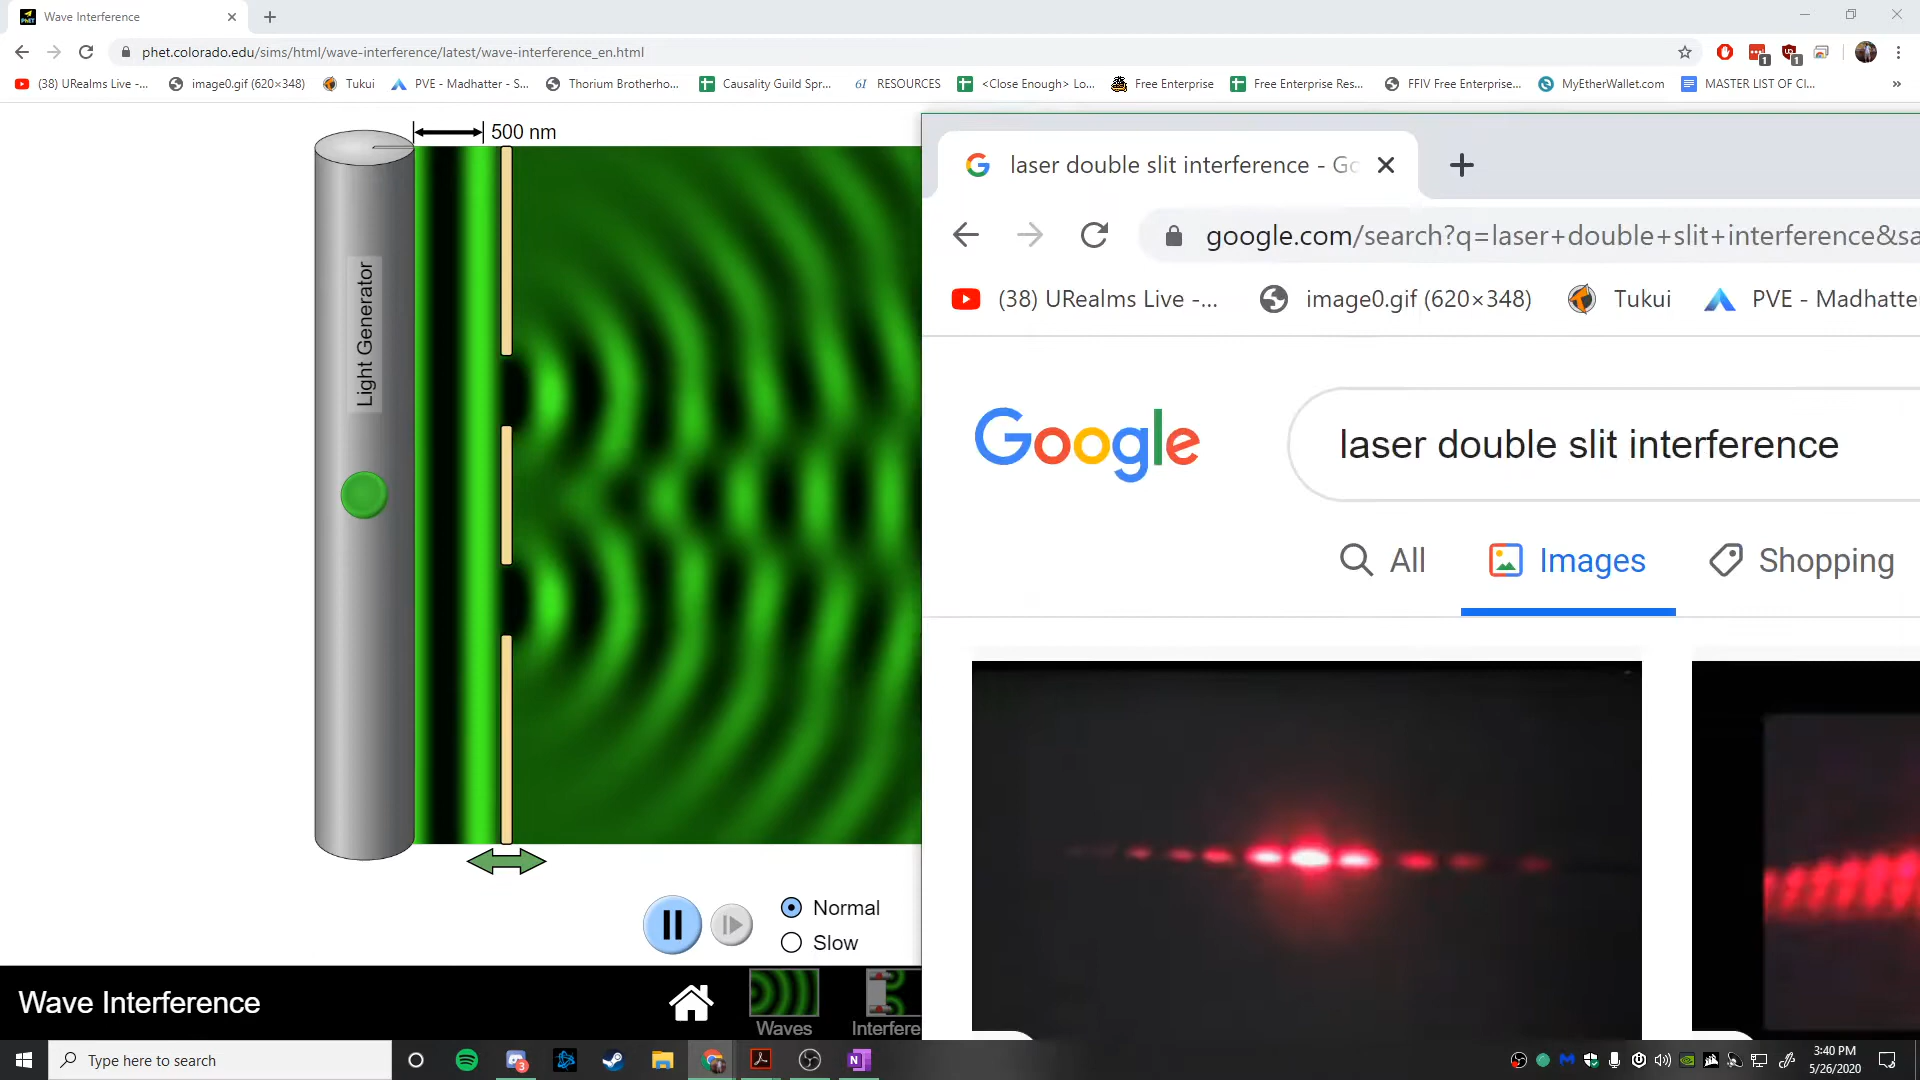 Wave Interference
phet.colorado.edu/sims/html/wave-interference/latest/wave-interference_en.html
1
1
(38) URealms Live -...
image0.gif (620×348)
Tukui
PVE - Madhatter - S...
Thorium Brotherho...
Causality Guild Spr...
61 RESOURCES
<Close Enough> Lo...
Free Enterprise
Free Enterprise Res...
FFIV Free Enterprise...
MyEtherWallet.com
MASTER LIST OF Cl...
»
500 nm
Light Generator
laser double slit interference - Go
google.com/search?q=laser+double+slit+interference&sa
(38) URealms Live -...
image0.gif (620×348)
Tukui
PVE - Madhatte
Google
laser double slit interference
All
Images
Shopping
Normal
Slow
Wave Interference
Waves
Interfere
Type here to search
3
3:40 PM
5/26/2020